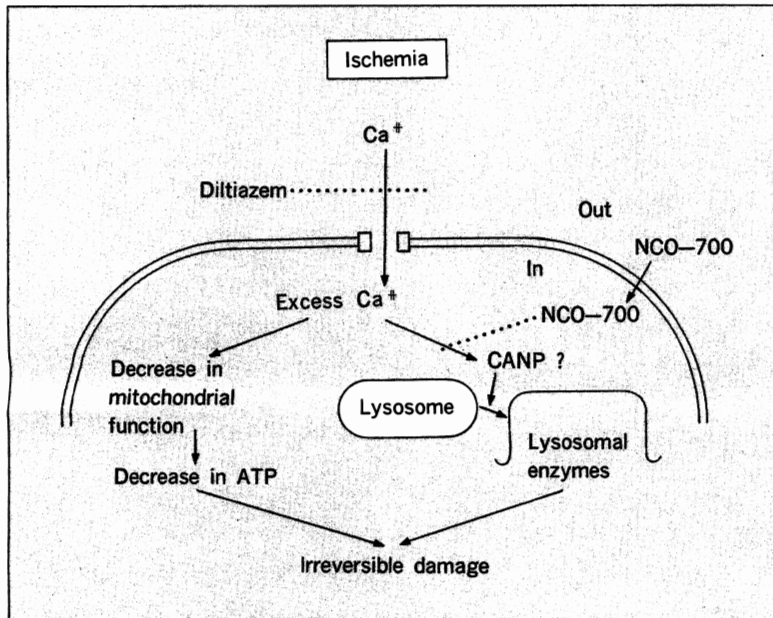 Ischemia
Ca⧺
Diltiazem
Out
NCO—700
In
Excess Ca⧺
NCO—700
CANP ?
Decrease in
mitochondrial
function
Lysosome
Lysosomal
enzymes
Decrease in ATP
Irreversible damage